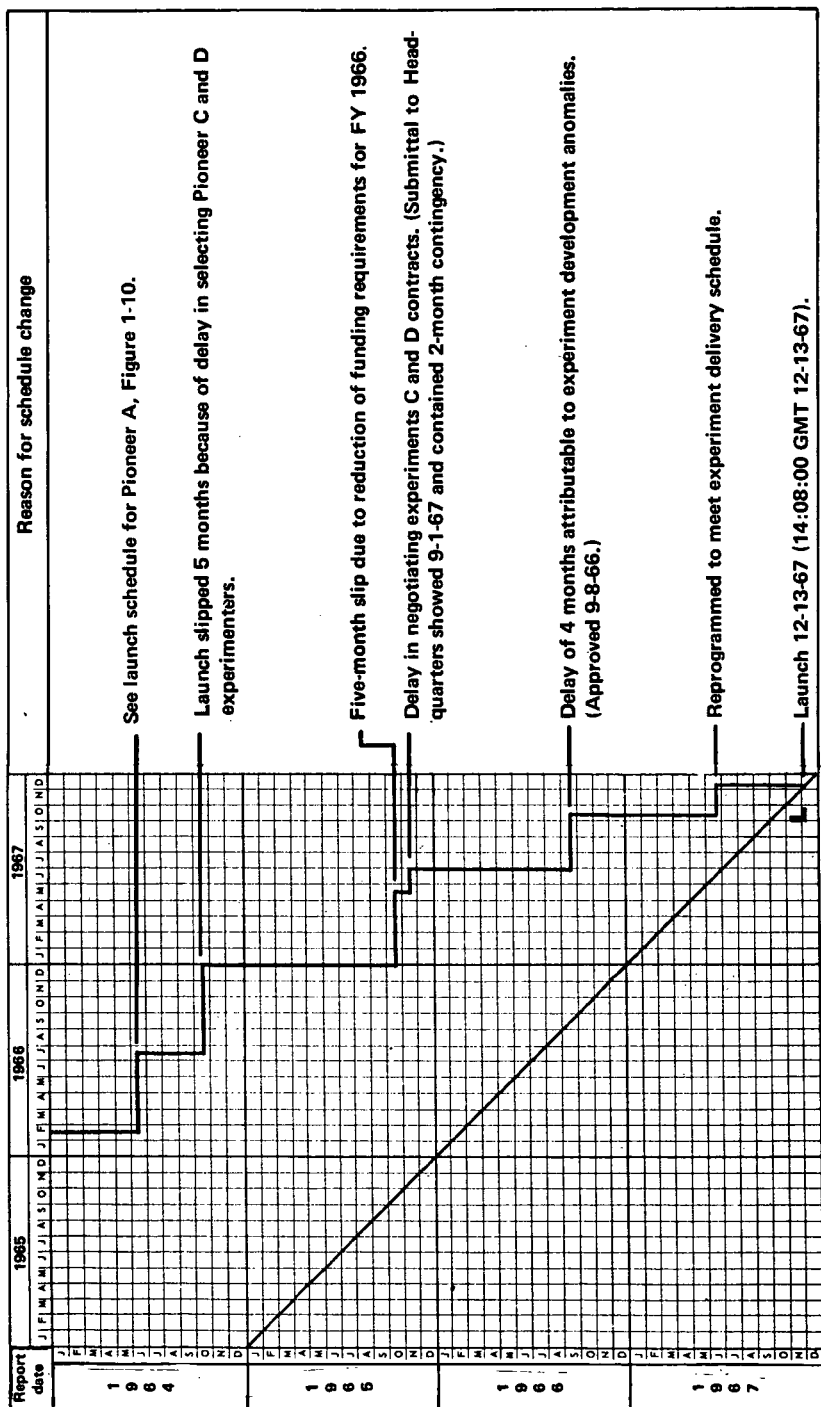 Report date
1965
1966
1967
Reason for schedule change
J F M A M J J A S O N D J F M A M J J A S O N D J F M A M J J A S O N D
1964
J F M A M J J A S O N D
1965
J F M A M J J A S O N D
1966
J F M A M J J A S O N D
1967
J F M A M J J A S O N D
See launch schedule for Pioneer A, Figure 1-10.
Launch slipped 5 months because of delay in selecting Pioneer C and D
experimenters.
Five-month slip due to reduction of funding requirements for FY 1966.
Delay in negotiating experiments C and D contracts. (Submittal to Head-
quarters showed 9-1-67 and contained 2-month contingency.)
Delay of 4 months attributable to experiment development anomalies.
(Approved 9-8-66.)
Reprogrammed to meet experiment delivery schedule.
L
Launch 12-13-67 (14:08:00 GMT 12-13-67).